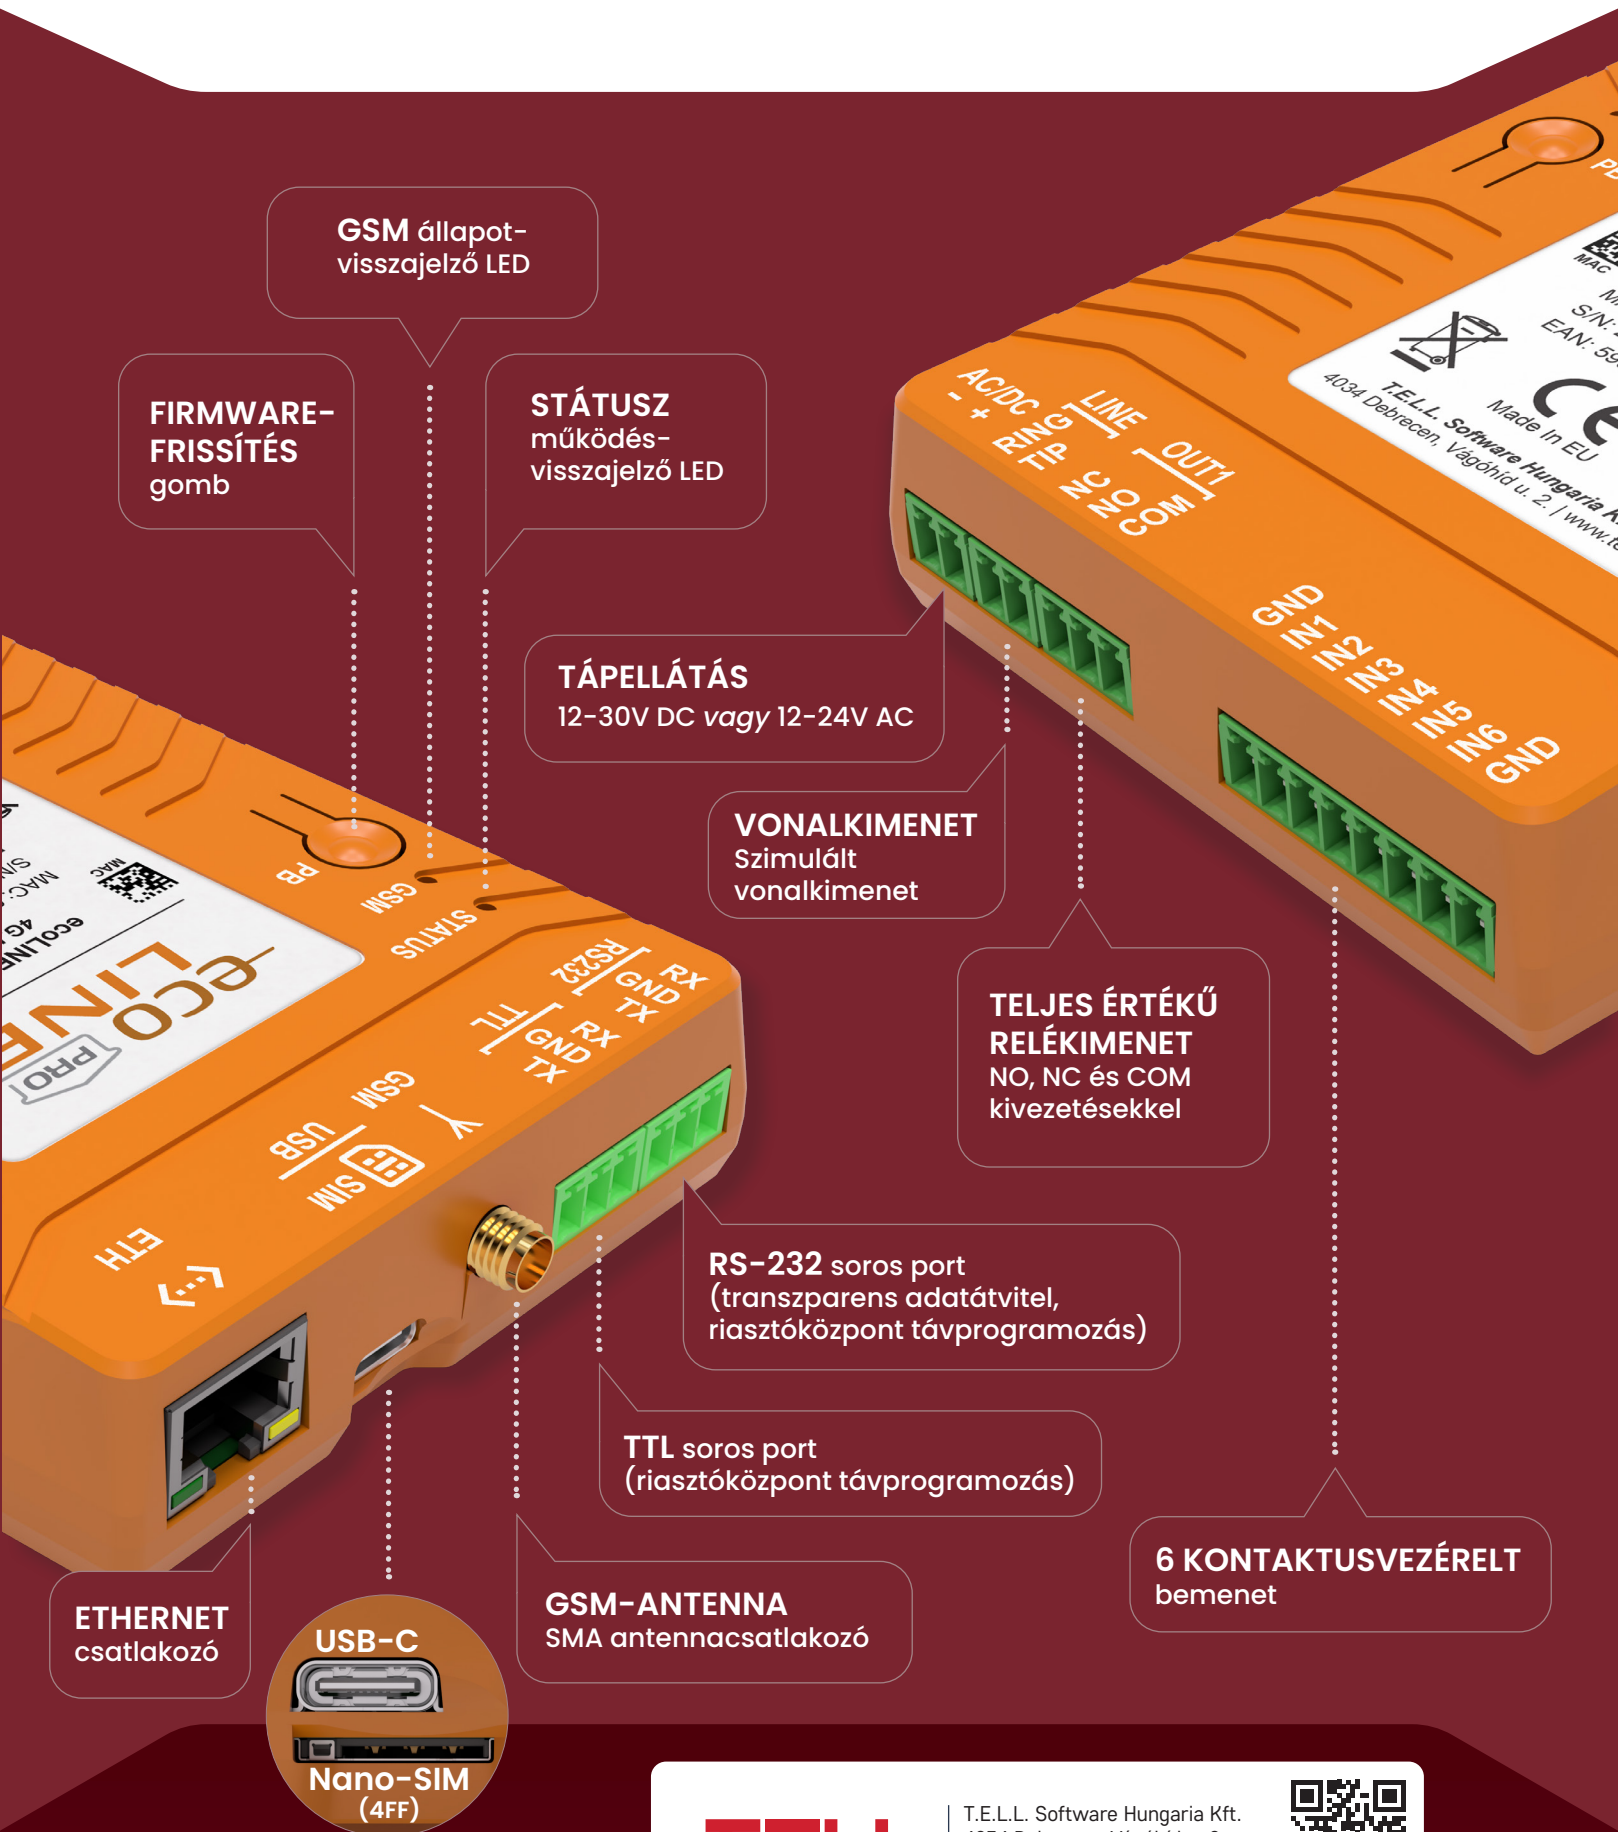 GSM állapot-
visszajelző LED
FIRMWARE-
FRISSÍTÉS
gomb
STÁTUSZ
működés-
visszajelző LED
TÁPELLÁTÁS
12-30V DC vagy 12-24V AC
VONALKIMENET
Szimulált
vonalkimenet
TELJES ÉRTÉKŰ
RELÉKIMENET
NO, NC és COM
kivezetésekkel
RS-232 soros port
(transzparens adatátvitel,
riasztóközpont távprogramozás)
TTL soros port
(riasztóközpont távprogramozás)
6 KONTAKTUSVEZÉRELT
bemenet
GSM-ANTENNA
SMA antennacsatlakozó
ETHERNET
csatlakozó
USB-C
Nano-SIM
(4FF)
AC/DC
- +
LINE
RING
TIP
OUT1
NC
NO
COM
GND
IN1
IN2
IN3
IN4
IN5
IN6
GND
MAC
S/N:
EAN:
CE
Made In EU
T.E.L.L. Software Hungaria
4034 Debrecen, Vágóhíd u. 2. |
PB
GSM
STATUS
RS232
RX
GND
TX
TTL
RX
GND
TX
GSM
USB
SIM
ETH
MAC
MAC:
4G
eco
LINE
PRO
T.E.L.L. Software Hungaria Kft.